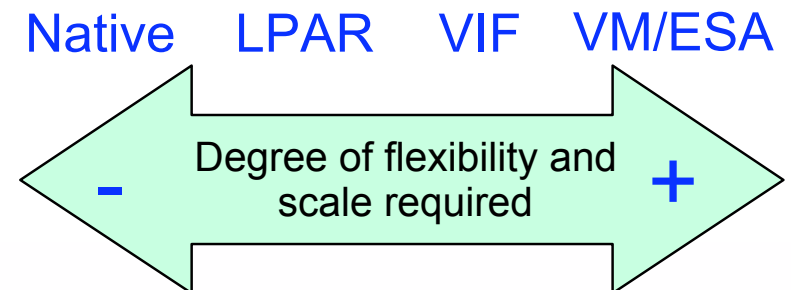 Native LPAR VIF VM/ESA
Degree of flexibility and
- +
scale required